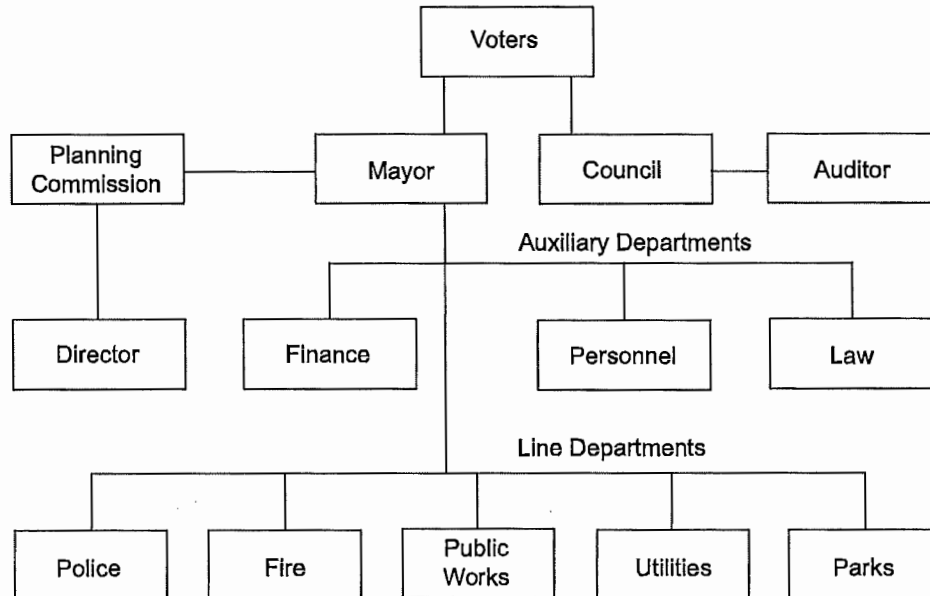 Voters
Planning
Commission
Mayor
Council
Auditor
Auxiliary Departments
Director
Finance
Personnel
Law
Line Departments
Police
Fire
Public
Works
Utilities
Parks